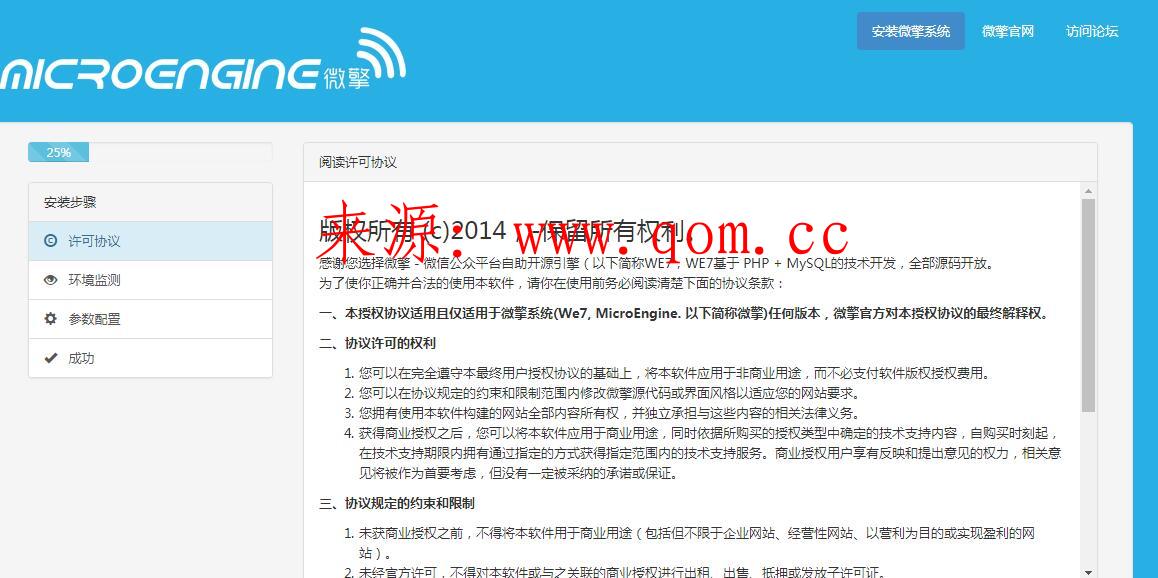 安装微擎系统 微擎官网 访问论坛
MICROENGINE 微擎
25%
安装步骤
许可协议
环境监测
参数配置
成功
阅读许可协议
来源：www.qom.cc
版权所有 (c)2014，保留所有权利。
感谢您选择微擎 - 微信公众平台自助开源引擎（以下简称WE7，WE7基于 PHP + MySQL的技术开发，全部源码开放。
为了使你正确并合法的使用本软件，请你在使用前务必阅读清楚下面的协议条款：
一、本授权协议适用且仅适用于微擎系统(We7, MicroEngine. 以下简称微擎)任何版本，微擎官方对本授权协议的最终解释权。
二、协议许可的权利
1. 您可以在完全遵守本最终用户授权协议的基础上，将本软件应用于非商业用途，而不必支付软件版权授权费用。
2. 您可以在协议规定的约束和限制范围内修改微擎源代码或界面风格以适应您的网站要求。
3. 您拥有使用本软件构建的网站全部内容所有权，并独立承担与这些内容的相关法律义务。
4. 获得商业授权之后，您可以将本软件应用于商业用途，同时依据所购买的授权类型中确定的技术支持内容，自购买时刻起，
在技术支持期限内拥有通过指定的方式获得指定范围内的技术支持服务。商业授权用户享有反映和提出意见的权力，相关意
见将被作为首要考虑，但没有一定被采纳的承诺或保证。
三、协议规定的约束和限制
1. 未获商业授权之前，不得将本软件用于商业用途（包括但不限于企业网站、经营性网站、以营利为目的或实现盈利的网
站）。
2. 未经官方许可，不得对本软件或与之关联的商业授权进行出租、出售、抵押或发放子许可证。